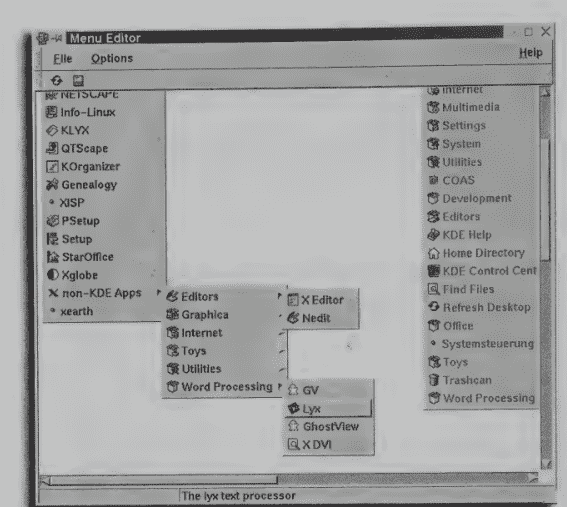 Menu Editor
File Options Help
NETSCAPE
Info-Linux
KLYX
QTScape
KOrganizer
Genealogy
XISP
PSetup
Setup
StarOffice
Xglobe
non-KDE Apps
xearth
Editors
Graphica
Internet
Toys
Utilities
Word Processing
X Editor
Nedit
GV
Lyx
GhostView
X DVI
Internet
Multimedia
Settings
System
Utilities
COAS
Development
Editors
KDE Help
Home Directory
KDE Control Cent
Find Files
Refresh Desktop
Office
Systemsteuerung
Toys
Trashcan
Word Processing
The lyx text processor